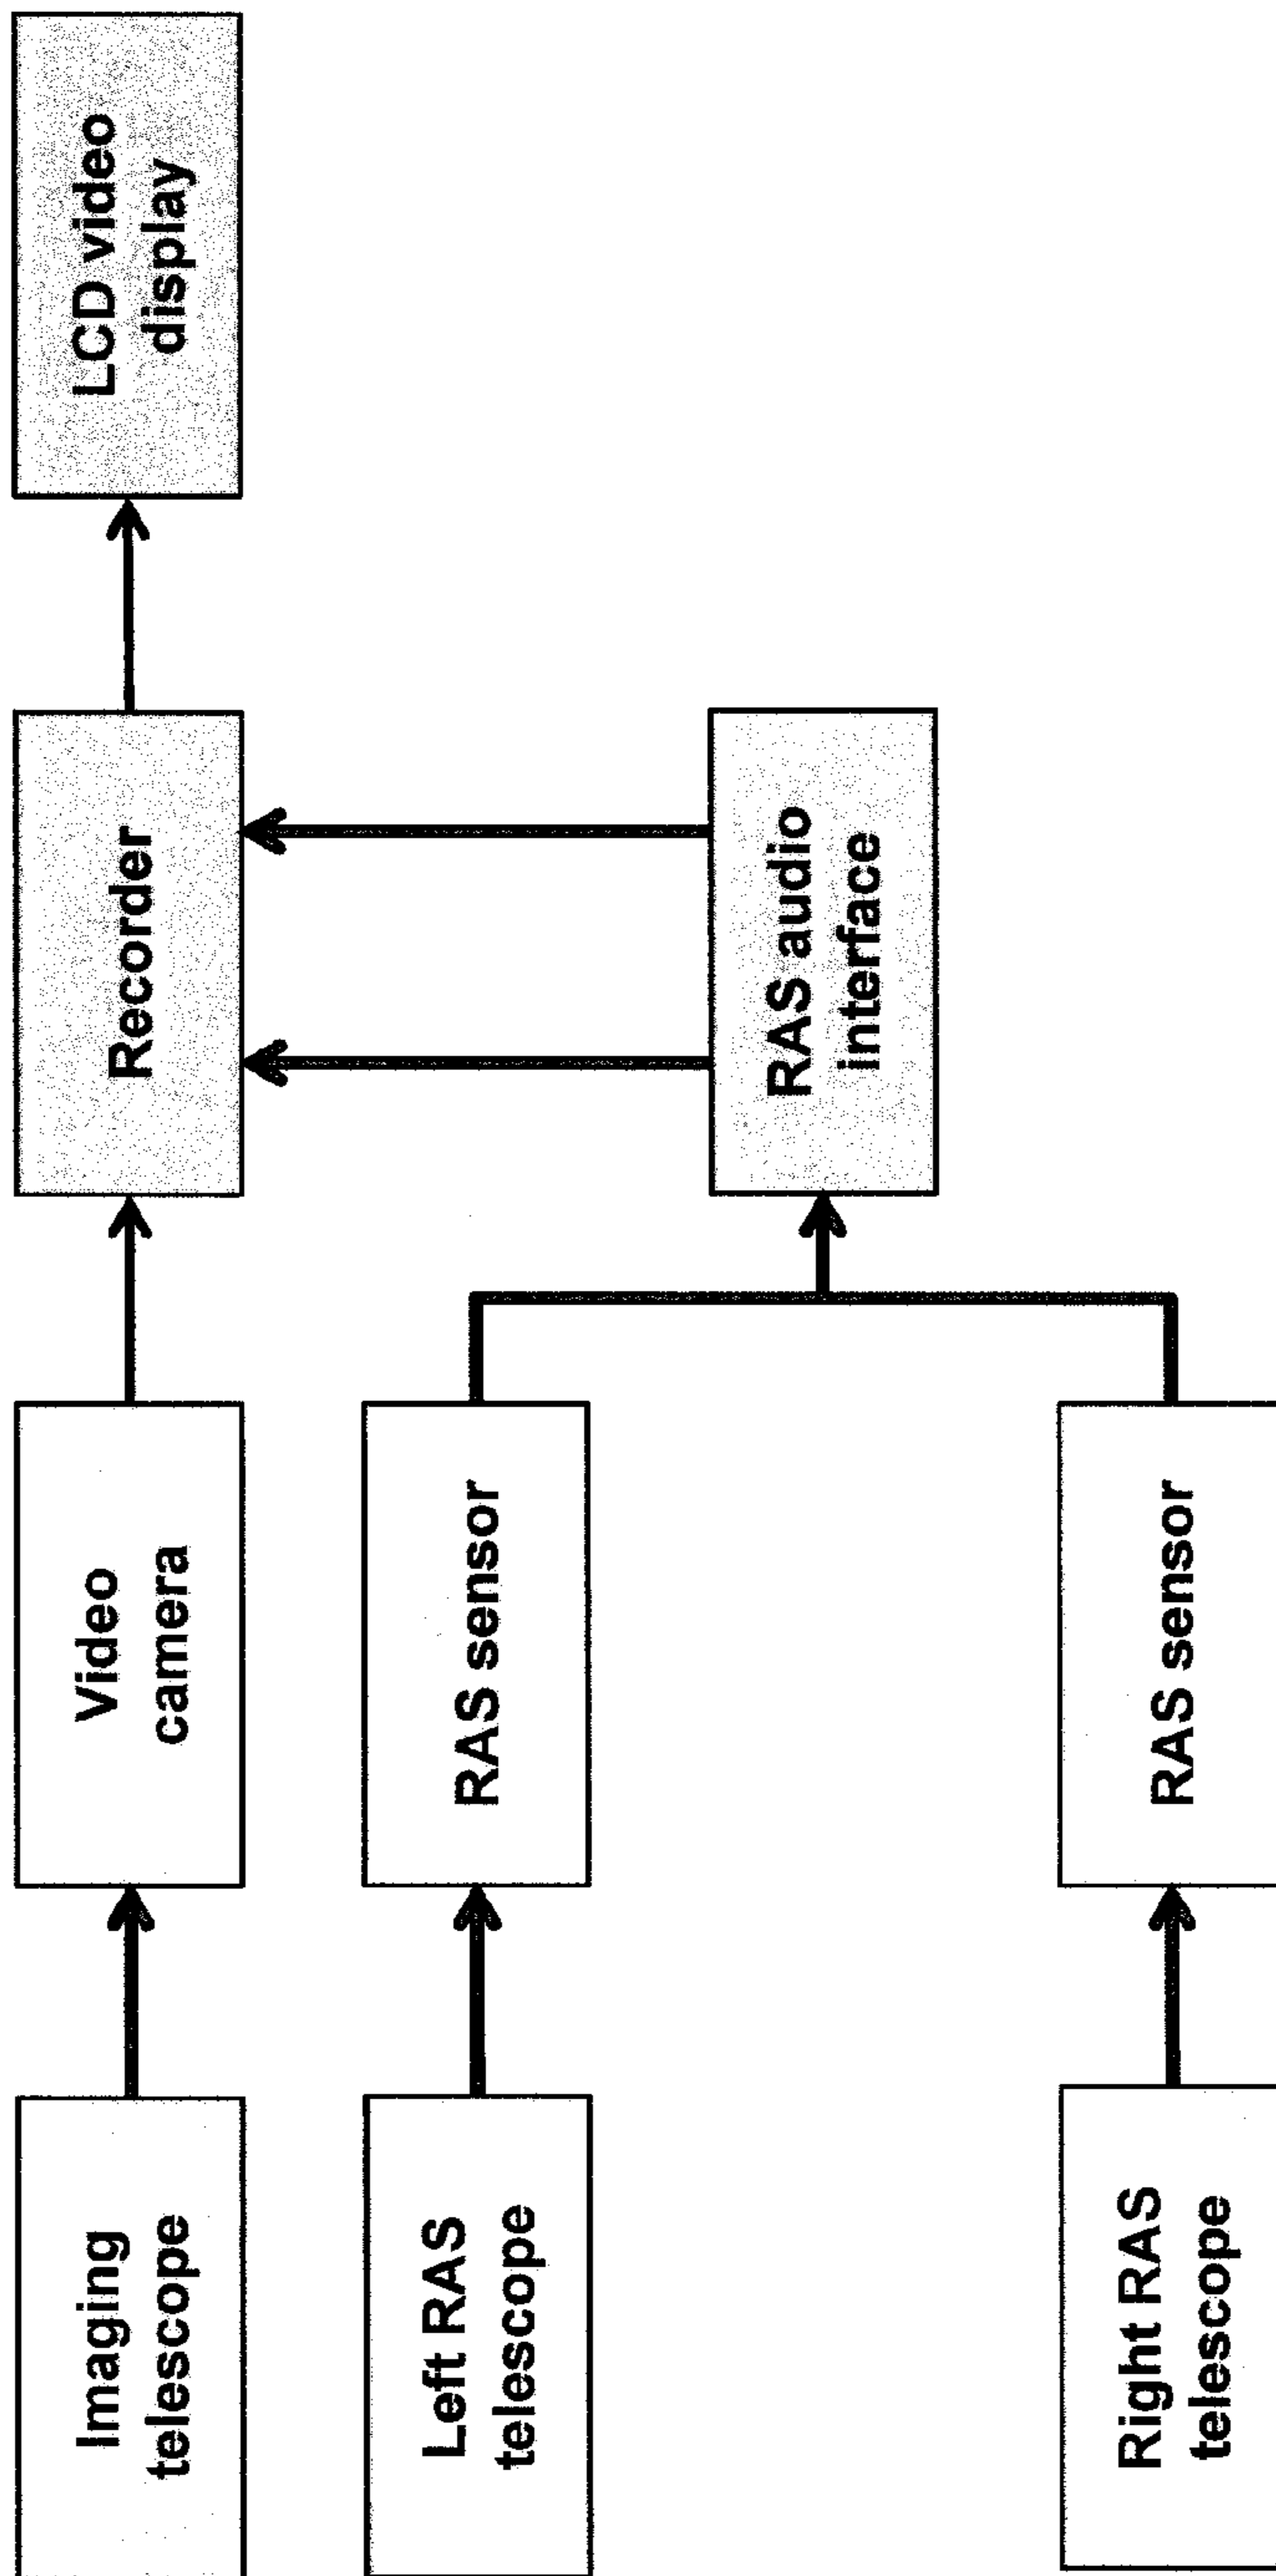 Imaging
telescope
Video
camera
Recorder
LCD video
display
Left RAS
telescope
RAS sensor
RAS audio
interface
Right RAS
telescope
RAS sensor